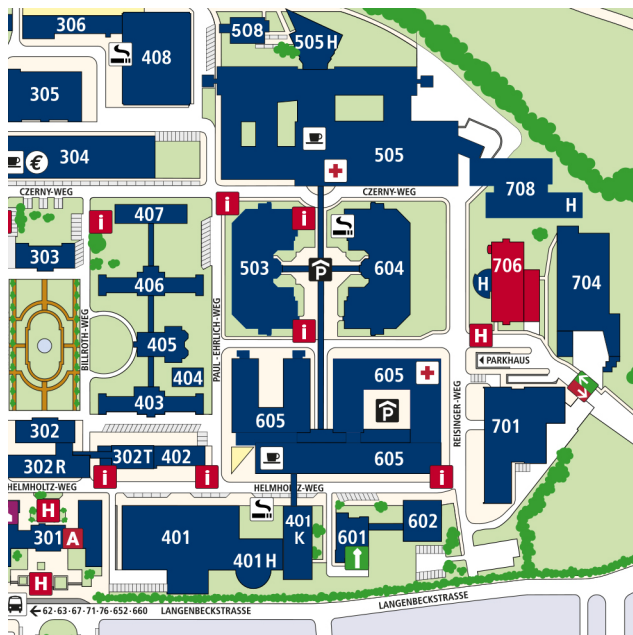 306
408
508
505 H
305
505
304
€
CZERNY-WEG
CZERNY-WEG
708
H
407
i
i
i
303
503
604
706
704
406
P
H
BILLROTH-WEG
PAUL-EHRLICH-WEG
405
i
H
PARKHAUS
404
605
605
P
REISINGER-WEG
403
701
302
302 R
302T
402
605
i
i
i
HELMHOLTZ-WEG
HELMHOLTZ-WEG
H
301
A
401
401 H
401
K
601
602
H
62·63·67·71·76·652·660
LANGENBECKSTRASSE
LANGENBECKSTRASSE